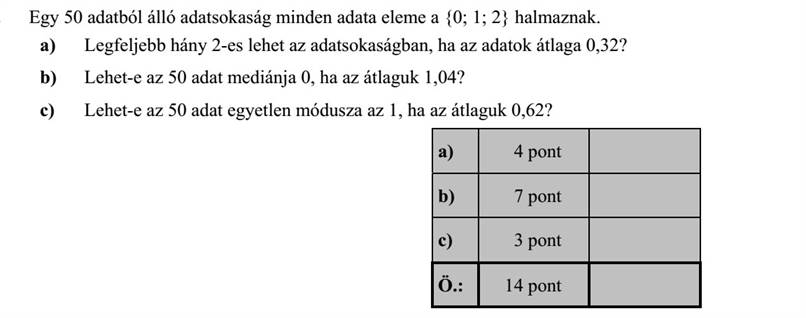 Egy 50 adatból álló adatsokaság minden adata eleme a {0; 1; 2} halmaznak.
a) Legfeljebb hány 2-es lehet az adatsokaságban, ha az adatok átlaga 0,32?
b) Lehet-e az 50 adat mediánja 0, ha az átlaguk 1,04?
c) Lehet-e az 50 adat egyetlen módusza az 1, ha az átlaguk 0,62?
a) 4 pont
b) 7 pont
c) 3 pont
Ö.: 14 pont